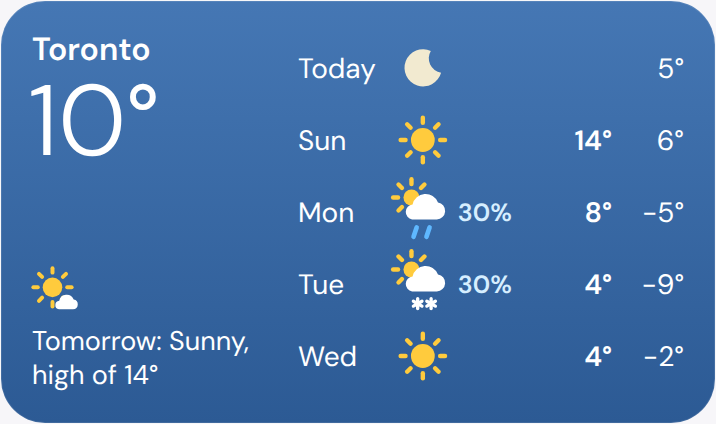 Toronto
10°
Tomorrow: Sunny,
high of 14°
Today 5°
Sun 14° 6°
Mon 30% 8° −5°
Tue 30% 4° −9°
Wed 4° −2°